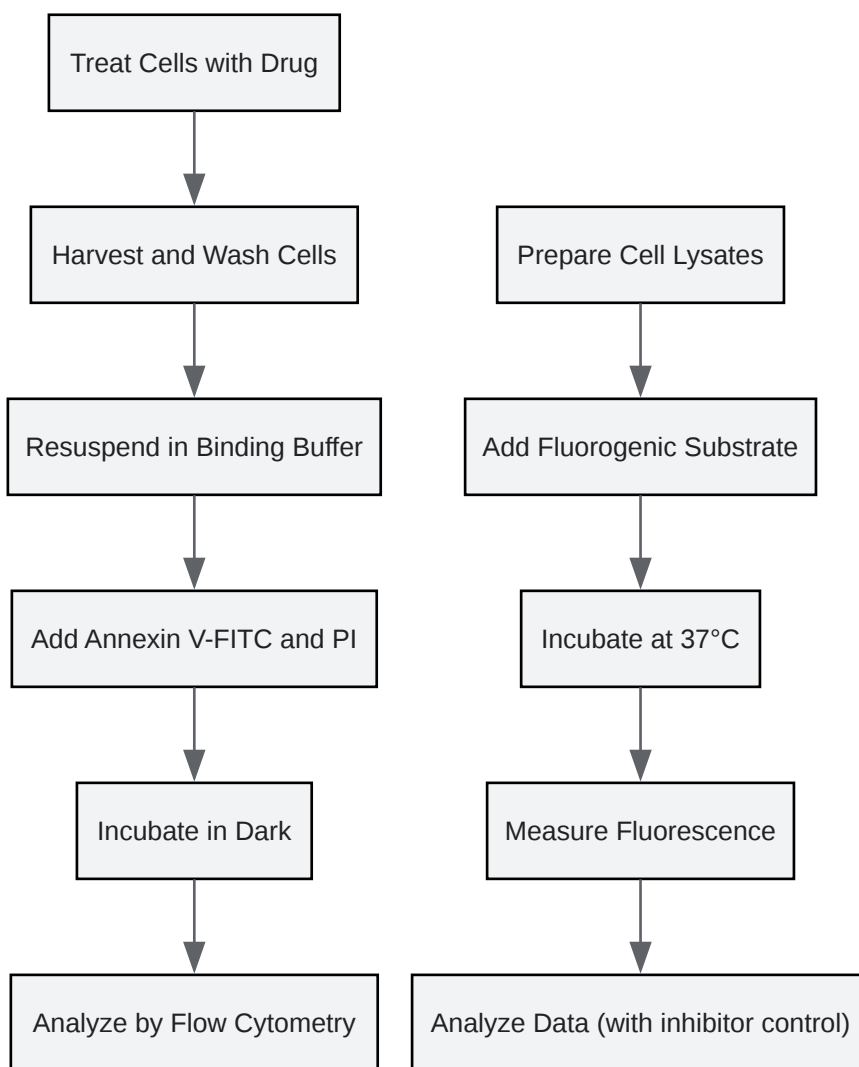 Treat Cells with Drug
Harvest and Wash Cells
Resuspend in Binding Buffer
Add Annexin V-FITC and PI
Incubate in Dark
Analyze by Flow Cytometry
Prepare Cell Lysates
Add Fluorogenic Substrate
Incubate at 37°C
Measure Fluorescence
Analyze Data (with inhibitor control)